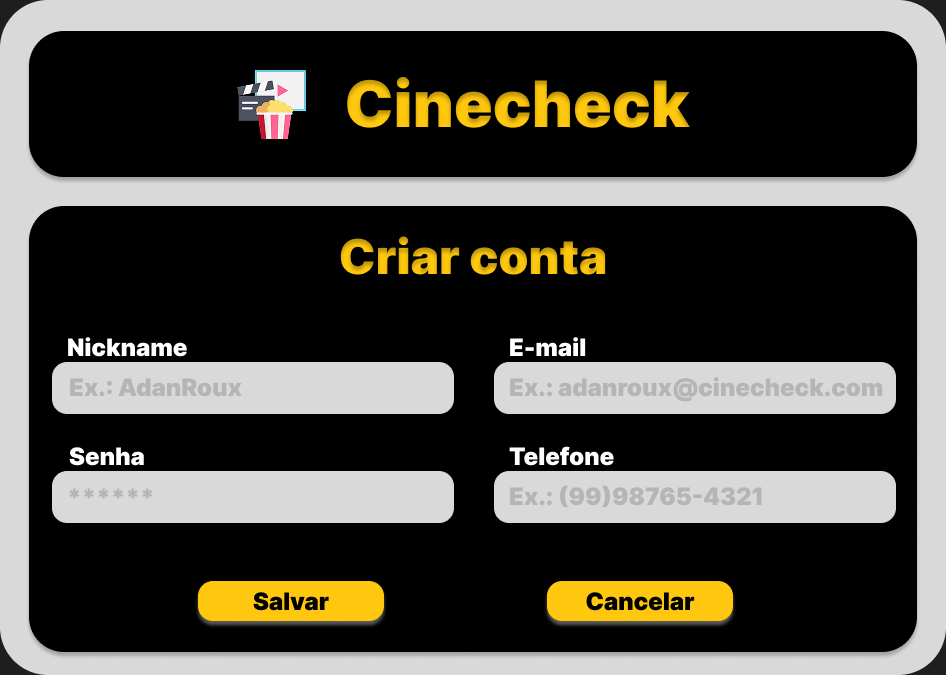 Cinecheck
Criar conta
Nickname
E-mail
Ex.: AdanRoux
Ex.: adanroux@cinecheck.com
Senha
Telefone
******
Ex.: (99)98765-4321
Salvar
Cancelar